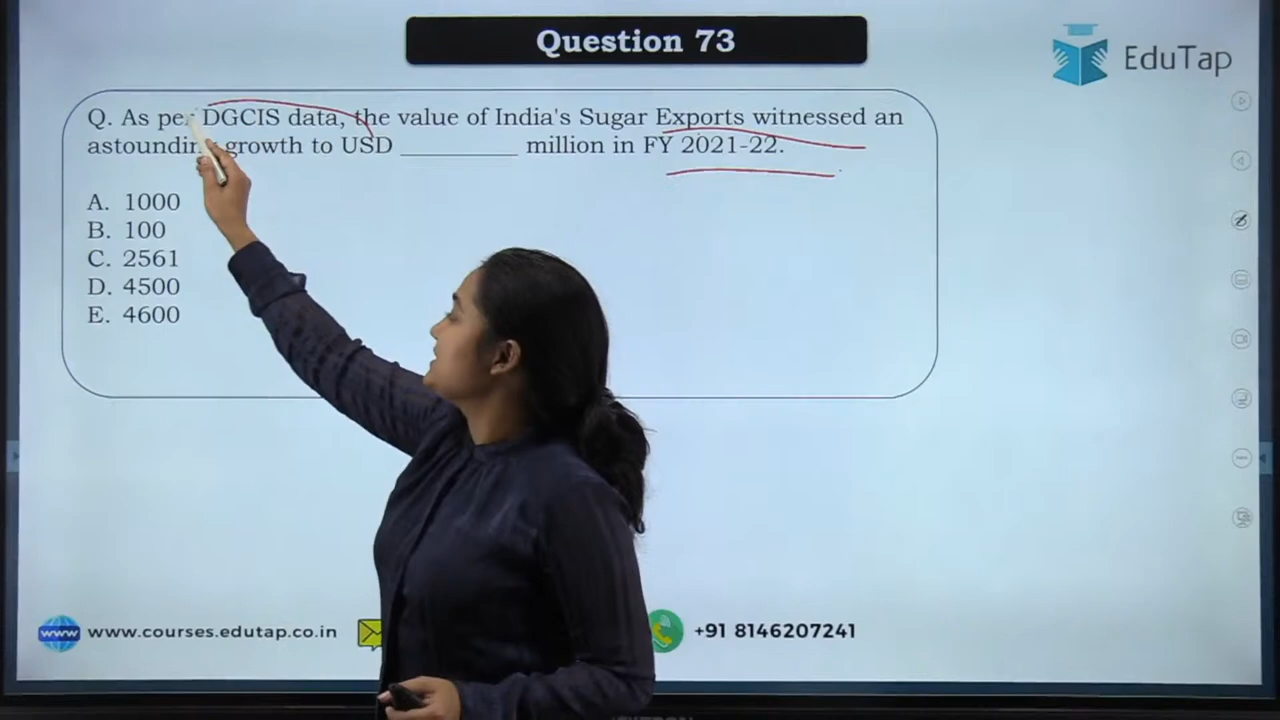 Question 73
EduTap
Q. As per DGCIS data, the value of India's Sugar Exports witnessed an
astounding growth to USD __________ million in FY 2021-22.
A. 1000
B. 100
C. 2561
D. 4500
E. 4600
www www.courses.edutap.co.in +91 8146207241